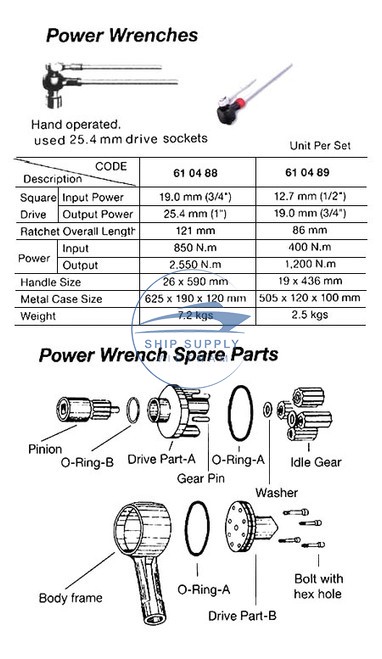 Power Wrenches
Hand operated.
used 25.4 mm drive sockets
Unit Per Set
CODE 61 04 88 61 04 89
Description
Square Input Power 19.0 mm (3/4") 12.7 mm (1/2")
Drive Output Power 25.4 mm (1") 19.0 mm (3/4")
Ratchet Overall Length 121 mm 86 mm
Power Input 850 N.m 400 N.m
Output 2,550 N.m 1,200 N.m
Handle Size 26 x 590 mm 19 x 436 mm
Metal Case Size 625 x 190 x 120 mm 505 x 120 x 100 mm
Weight 7.2 kgs 2.5 kgs
SHIP SUPPLY
Power Wrench Spare Parts
Pinion
O-Ring-B
Drive Part-A
Gear Pin
O-Ring-A
Washer
Idle Gear
Body frame
O-Ring-A
Drive Part-B
Bolt with
hex hole